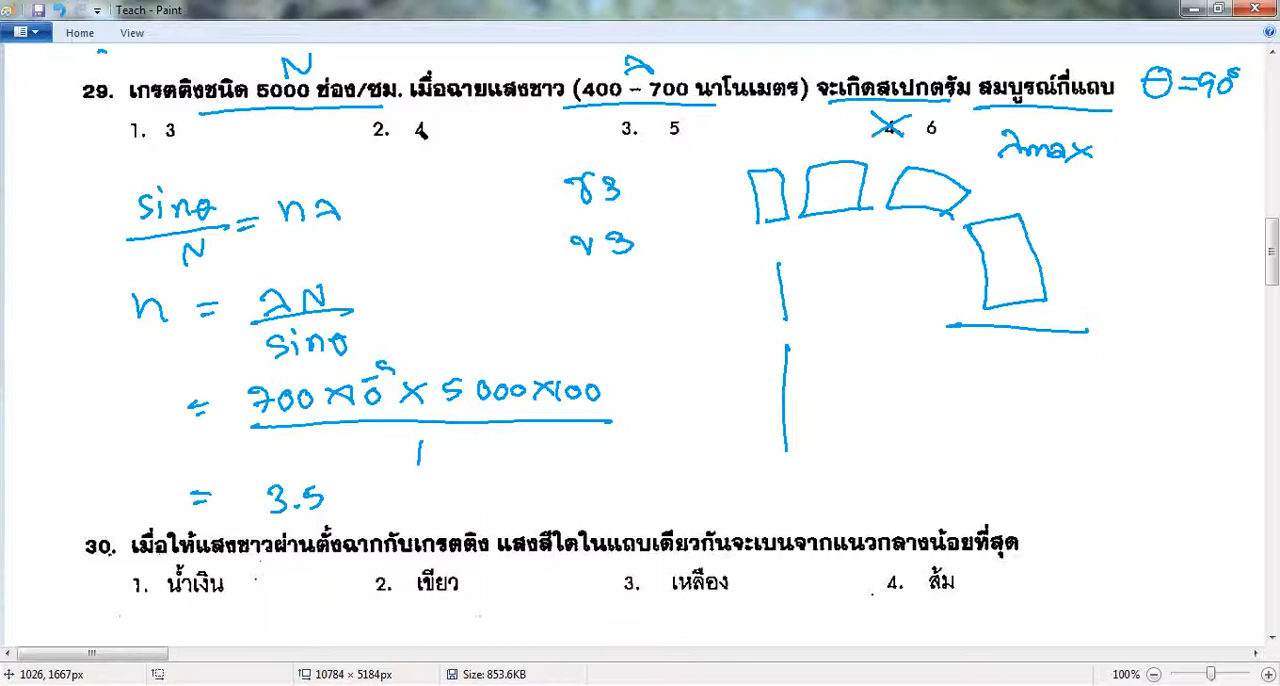 Teach - Paint
Home View
N λ
29. เกรตติงชนิด 5000 ช่อง/ซม. เมื่อฉายแสงขาว (400 – 700 นาโนเมตร) จะเกิดสเปกตรัม สมบูรณ์กี่แถบ θ = 90°
1. 3 2. 4 3. 5 4. 6
λmax
sinθ / N = nλ
ซ 3
ข 3
n = λN / sinθ
= 700 × 10⁻⁹ × 5000 × 100 / 1
= 3.5
30. เมื่อให้แสงขาวผ่านตั้งฉากกับเกรตติง แสงสีใดในแถบเดียวกันจะเบนจากแนวกลางน้อยที่สุด
1. น้ำเงิน 2. เขียว 3. เหลือง 4. ส้ม
1026, 1667px 10784 × 5184px Size: 853.6KB 100%